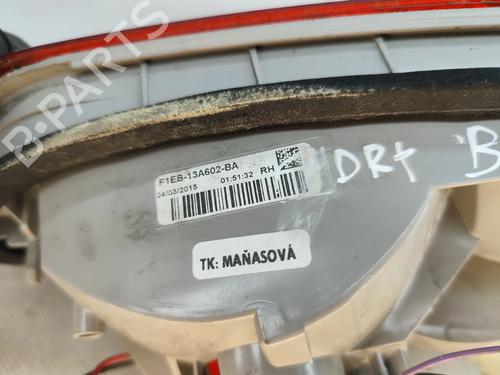 B-PARTS
F1EB-13A602-BA
24/03/2015 01:51:32 RH
DRt B
TK: MAŇASOVÁ